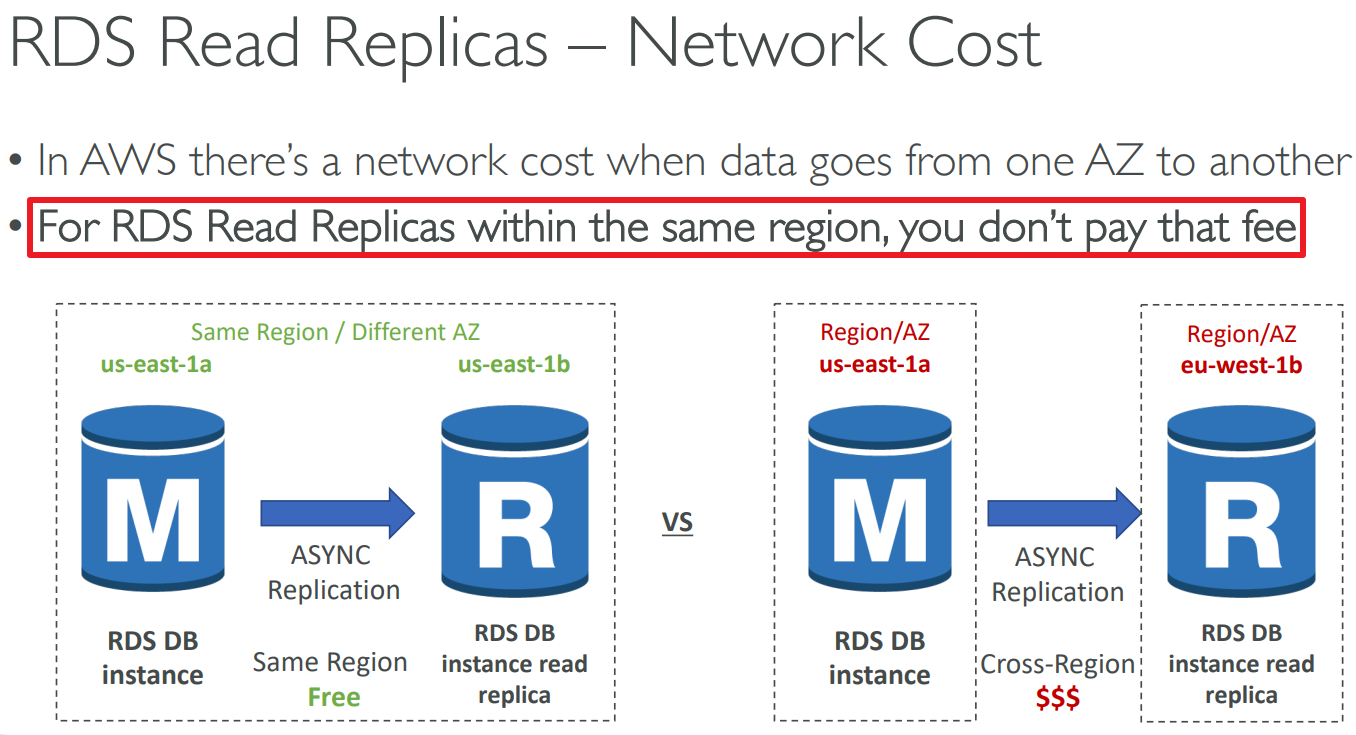 RDS Read Replicas – Network Cost
• In AWS there’s a network cost when data goes from one AZ to another
• For RDS Read Replicas within the same region, you don’t pay that fee
Same Region / Different AZ
us-east-1a
us-east-1b
M
R
ASYNC
Replication
RDS DB
instance
Same Region
Free
RDS DB
instance read
replica
vs
Region/AZ
us-east-1a
Region/AZ
eu-west-1b
M
R
ASYNC
Replication
RDS DB
instance
Cross-Region
$$$
RDS DB
instance read
replica